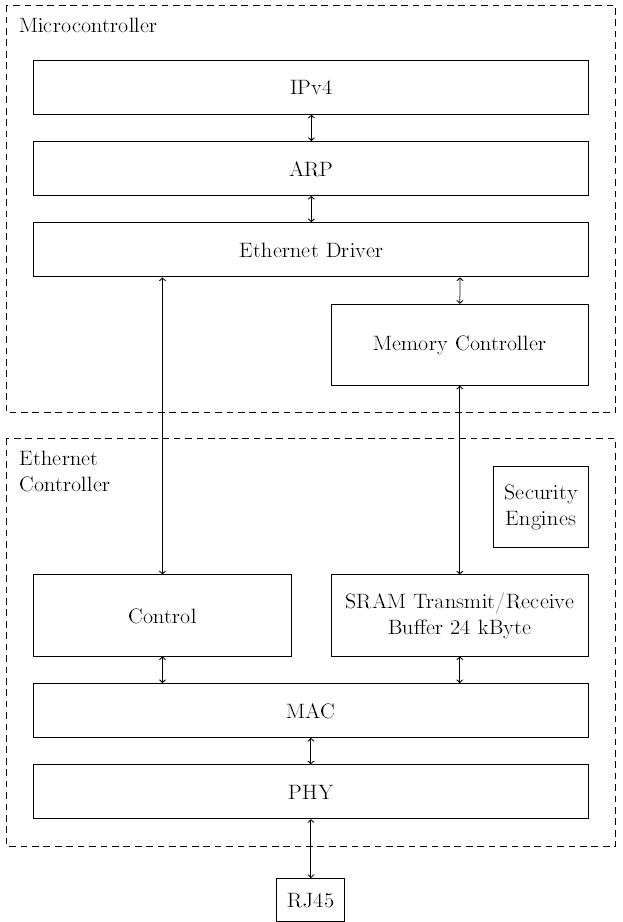 Microcontroller
IPv4
ARP
Ethernet Driver
Memory Controller
Ethernet
Controller
Security
Engines
Control
SRAM Transmit/Receive
Buffer 24 kByte
MAC
PHY
RJ45